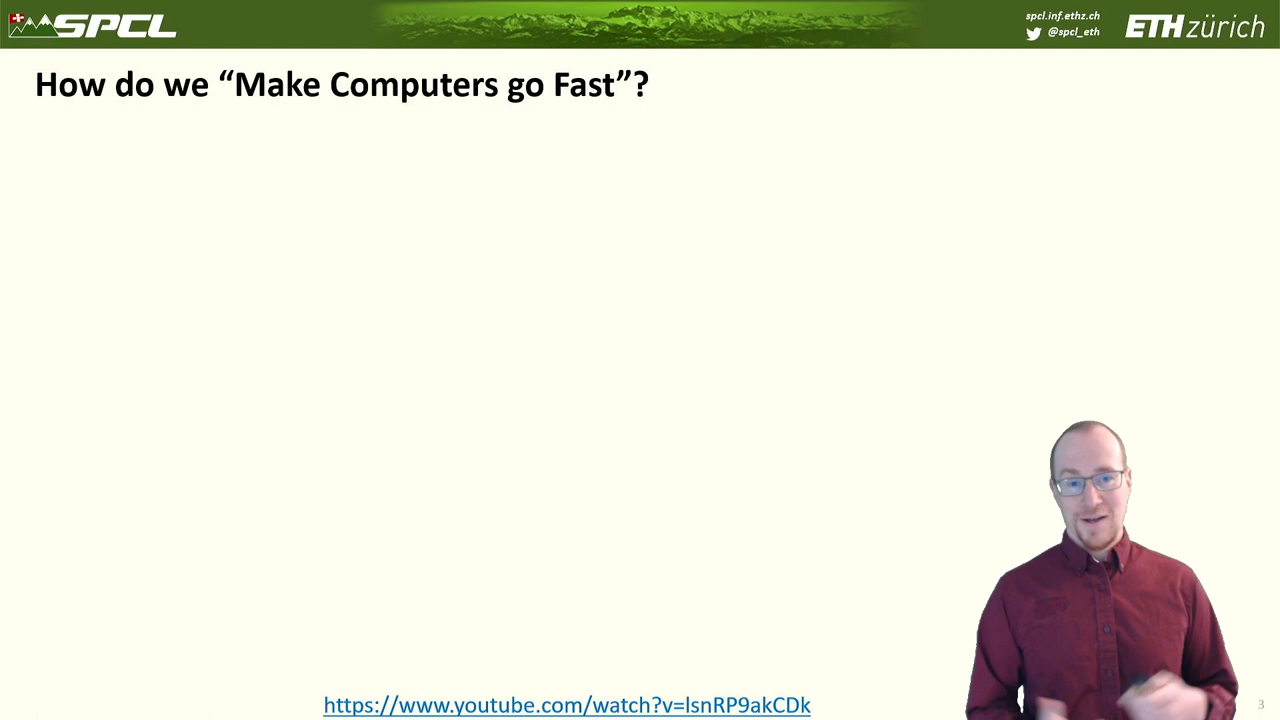 SPCL
spcl.inf.ethz.ch
@spcl_eth
ETH zürich
How do we “Make Computers go Fast”?
https://www.youtube.com/watch?v=lsnRP9akCDk
3